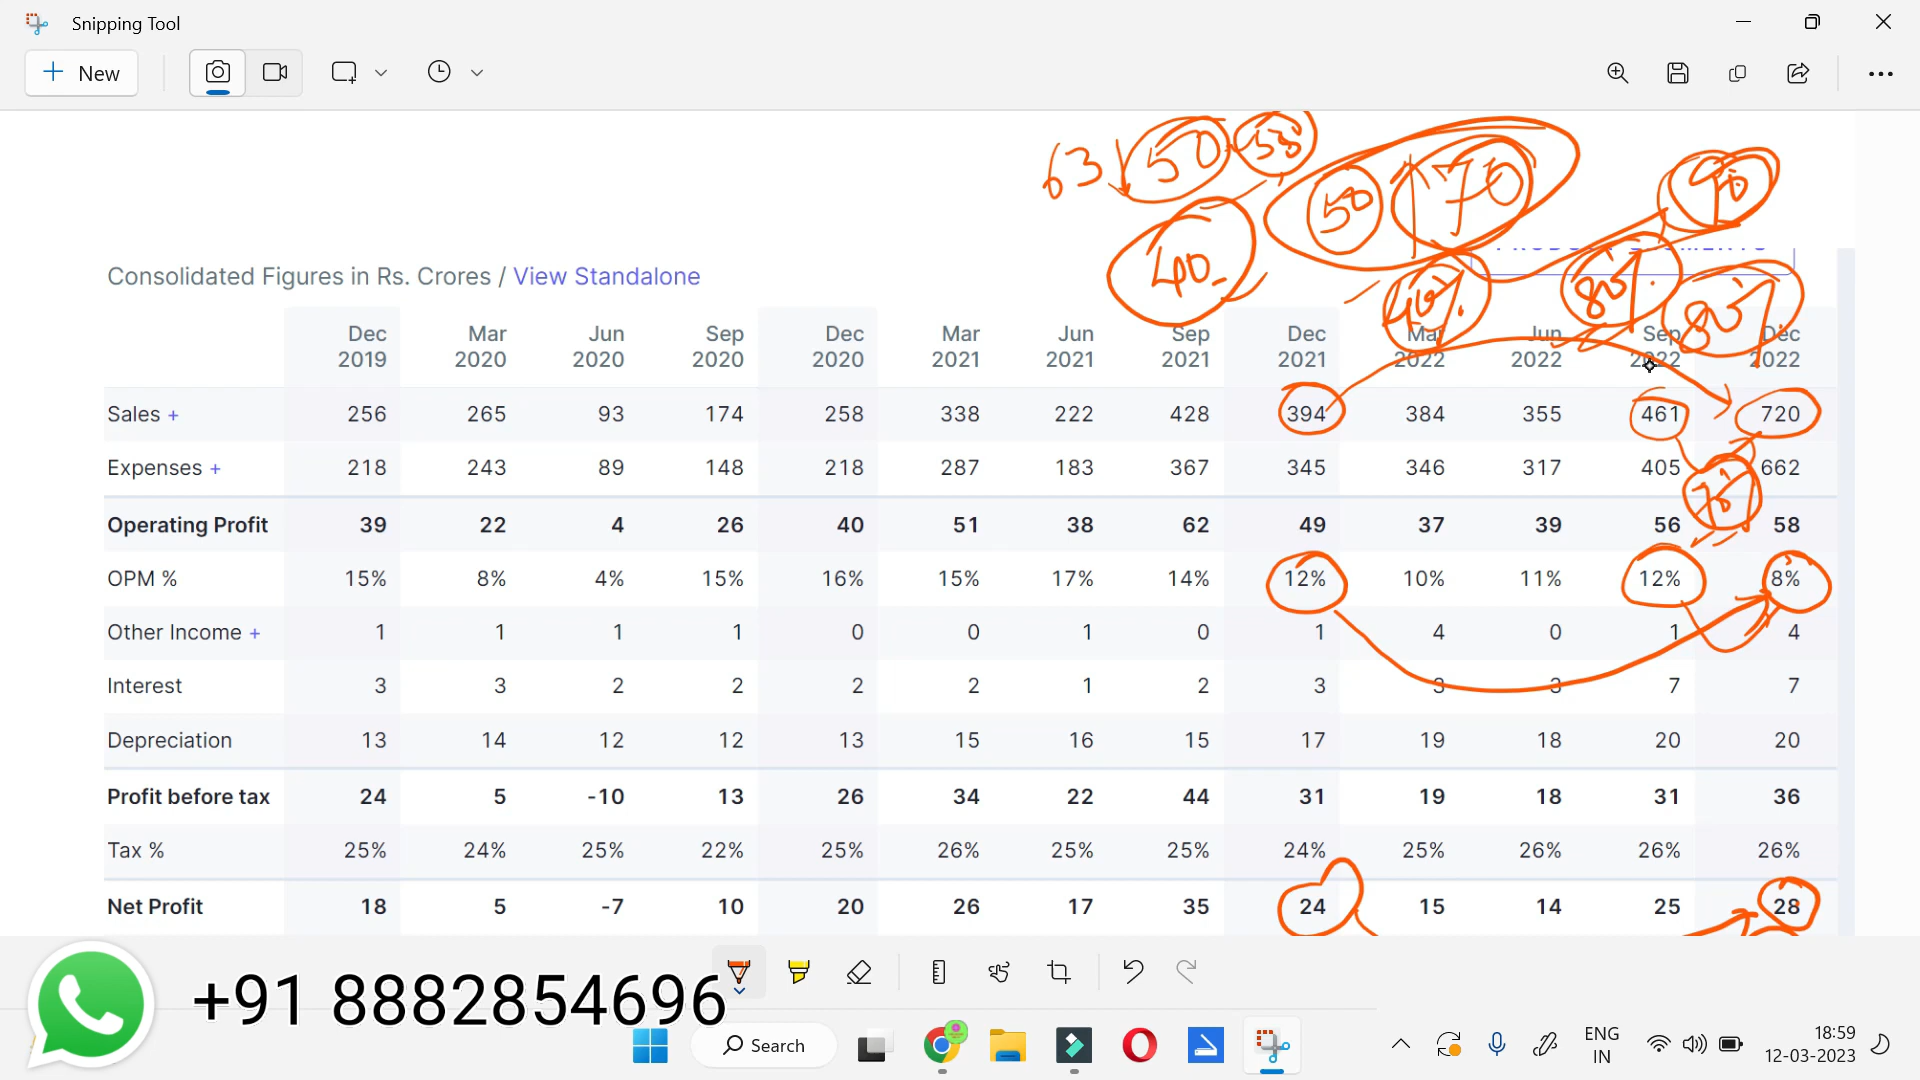 Snipping Tool
New
63 50 58
50 170 90
40 40% 80% 80%
Consolidated Figures in Rs. Crores / View Standalone
Dec Mar Jun Sep Dec Mar Jun Sep Dec Mar Jun Sep Dec
2019 2020 2020 2020 2020 2021 2021 2021 2021 2022 2022 2022 2022
Sales + 256 265 93 174 258 338 222 428 394 384 355 461 720
Expenses + 218 243 89 148 218 287 183 367 345 346 317 405 662
Operating Profit 39 22 4 26 40 51 38 62 49 37 39 56 58
OPM % 15% 8% 4% 15% 16% 15% 17% 14% 12% 10% 11% 12% 8%
Other Income + 1 1 1 1 0 0 1 0 1 4 0 1 4
Interest 3 3 2 2 2 2 1 2 3 3 3 7 7
Depreciation 13 14 12 12 13 15 16 15 17 19 18 20 20
Profit before tax 24 5 -10 13 26 34 22 44 31 19 18 31 36
Tax % 25% 24% 25% 22% 25% 26% 25% 25% 24% 25% 26% 26% 26%
Net Profit 18 5 -7 10 20 26 17 35 24 15 14 25 28
+91 8882854696
Search
ENG
IN
18:59
12-03-2023